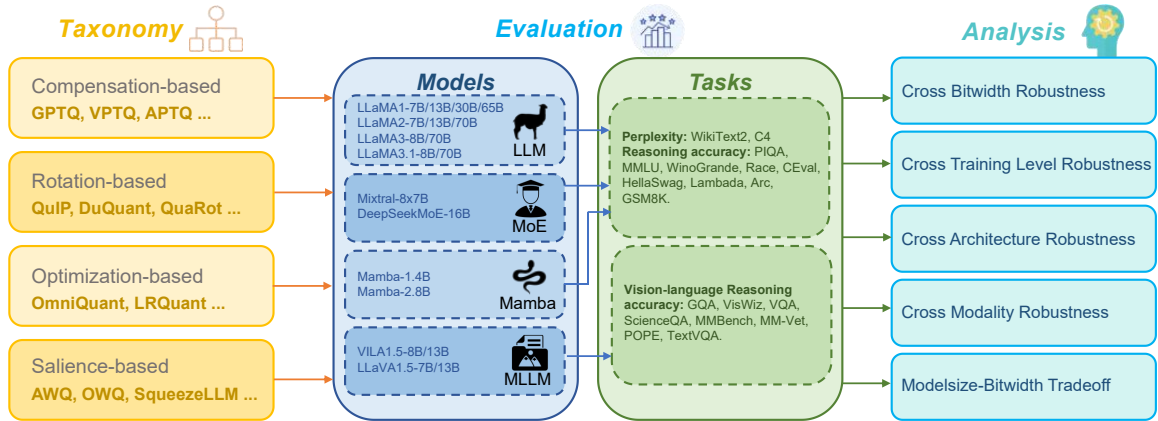 Taxonomy
Compensation-based
GPTQ, VPTQ, APTQ ...
Rotation-based
QuIP, DuQuant, QuaRot ...
Optimization-based
OmniQuant, LRQuant ...
Salience-based
AWQ, OWQ, SqueezeLLM ...
Evaluation
Models
LLaMA1-7B/13B/30B/65B
LLaMA2-7B/13B/70B
LLaMA3-8B/70B
LLaMA3.1-8B/70B
LLM
Mixtral-8x7B
DeepSeekMoE-16B
MoE
Mamba-1.4B
Mamba-2.8B
Mamba
VILA1.5-8B/13B
LLaVA1.5-7B/13B
MLLM
Tasks
Perplexity: WikiText2, C4
Reasoning accuracy: PIQA,
MMLU, WinoGrande, Race, CEval,
HellaSwag, Lambada, Arc,
GSM8K.
Vision-language Reasoning
accuracy: GQA, VisWiz, VQA,
ScienceQA, MMBench, MM-Vet,
POPE, TextVQA.
Analysis
Cross Bitwidth Robustness
Cross Training Level Robustness
Cross Architecture Robustness
Cross Modality Robustness
Modelsize-Bitwidth Tradeoff